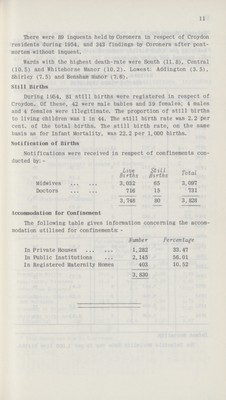 11
There were 89 inquests held by Coroners in respect of Croydon
residents during 1954, and 343 findings by Coroners after post-
mortem without inquest.
Wards with the highest death-rate were South (11.8), Central
(10.5) and Whitehorse Manor (10.2). Lowest: Addington (3.9),
Shirley (7.3) and Bensham Manor (7.6).
Still Births
During 1954, 81 still births were registered in respect of
Croydon. Of these, 42 were male babies and 39 females; 4 males
and 4 females were illegitimate. The proportion of still births
to living children was 1 in 44. The still birth rate was 2.2 per
cent. of the total births. The still birth rate, on the same
basis as for Infant Mortality, was 22.2 per 1,000 births.
Notification of Births
Notifications were received in respect of confinements con-
ducted by: -
Live Births Still Births Total
Midwives ... ... 3,032 65 3,097
Doctors ... ... 716 15 731
3,748 80 3,828
Accommodation for Confinement
The following table gives information concerning the accom-
modation utilised for confinements: -
Number Percentage
In Private Houses ... ... 1,282 33.47
In Public Institutions ... 2,145 56.01
In Registered Maternity Homes 403 10.52
3,830